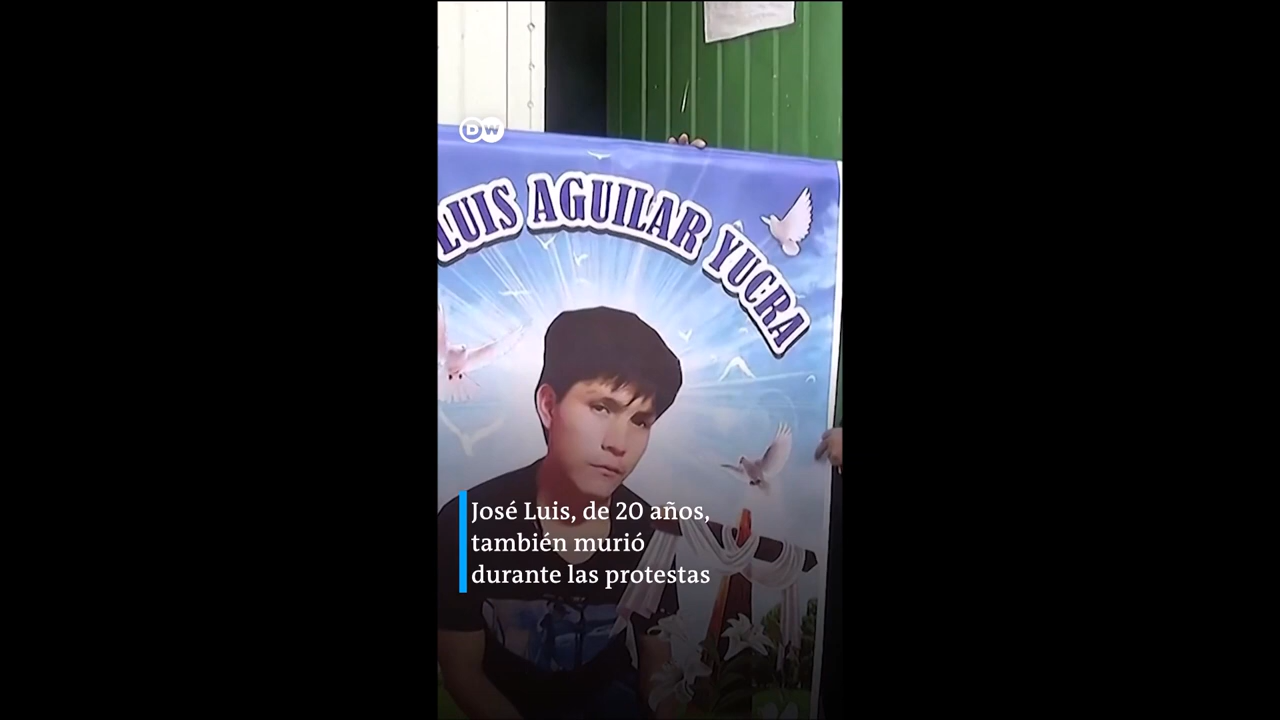 DW
LUIS AGUILAR YUCRA
José Luis, de 20 años,
también murió
durante las protestas